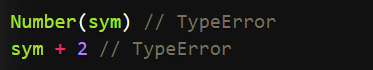 Number(sym) // TypeError
sym + 2 // TypeError